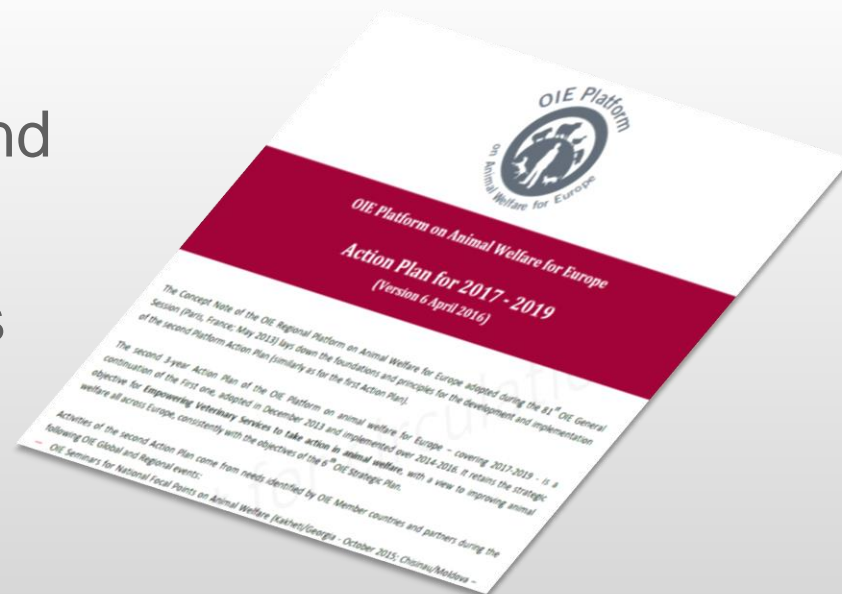 nd
s
OIE Platform
on Animal Welfare for Europe
OIE Platform on Animal Welfare for Europe
Action Plan for 2017 - 2019
(Version 6 April 2016)
The Concept Note of the OIE Regional Platform on Animal Welfare for Europe adopted during the 81st OIE General
Session (Paris, France; May 2013) lays down the foundations and principles for the development and implementation
of the second Platform Action Plan (similarly as for the first Action Plan).
The second 3-year Action Plan of the OIE Platform on animal welfare for Europe – covering 2017-2019 - is a
continuation of the First one, adopted in December 2013 and implemented over 2014-2016. It retains the strategic
objective for Empowering Veterinary Services to take action in animal welfare, with a view to improving animal
welfare all across Europe, consistently with the objectives of the 6th OIE Strategic Plan.
Activities of the second Action Plan come from needs identified by OIE Member countries and partners during the
following OIE Global and Regional events:
– OIE Seminars for National Focal Points on Animal Welfare (Kakheti/Georgia - October 2015; Chisinau/Moldova –
for circulation